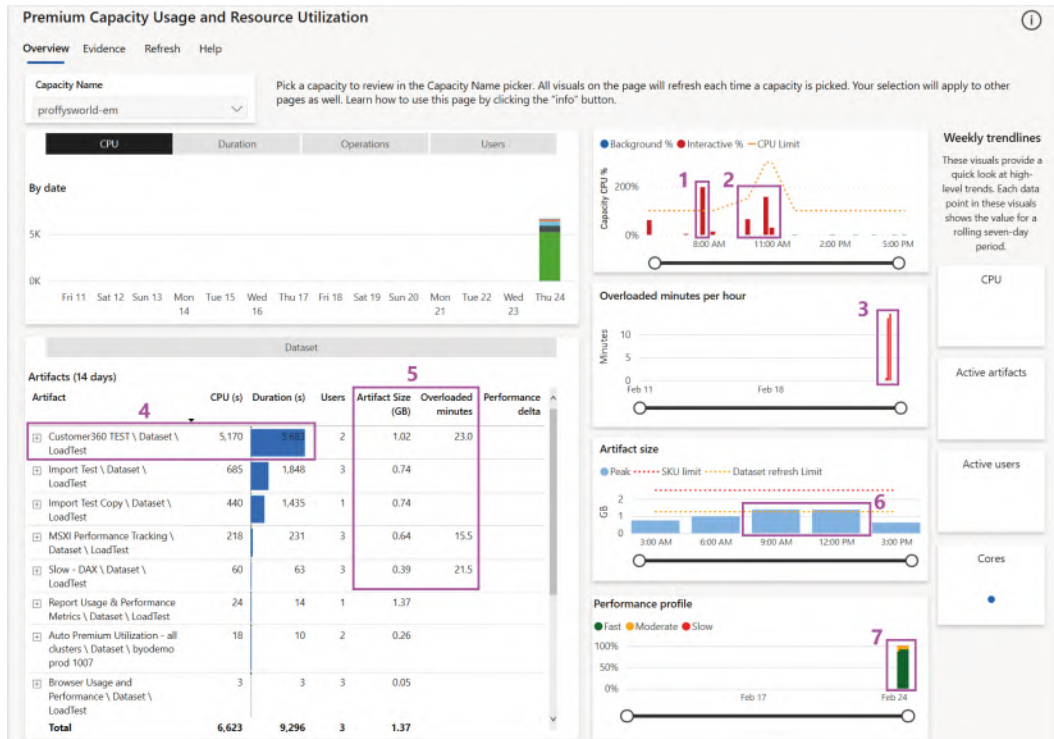 Premium Capacity Usage and Resource Utilization
Overview Evidence Refresh Help
Capacity Name
proffysworld-em
Pick a capacity to review in the Capacity Name picker. All visuals on the page will refresh each time a capacity is picked. Your selection will apply to other
pages as well. Learn how to use this page by clicking the "info" button.
CPU Duration Operations Users
By date
5K
0K
Fri 11 Sat 12 Sun 13 Mon Tue 15 Wed Thu 17 Fri 18 Sat 19 Sun 20 Mon Tue 22 Wed Thu 24
14 16 21 23
Dataset
Artifacts (14 days)
5
Artifact CPU (s) Duration (s) Users Artifact Size Overloaded Performance
(GB) minutes delta
4
Customer360 TEST \ Dataset \ 5,170 5,683 2 1.02 23.0
LoadTest
Import Test \ Dataset \ 685 1,848 3 0.74
LoadTest
Import Test Copy \ Dataset \ 440 1,435 1 0.74
LoadTest
MSXI Performance Tracking \ 218 231 3 0.64 15.5
Dataset \ LoadTest
Slow - DAX \ Dataset \ 60 63 3 0.39 21.5
LoadTest
Report Usage & Performance 24 14 1 1.37
Metrics \ Dataset \ LoadTest
Auto Premium Utilization - all 18 10 2 0.26
clusters \ Dataset \ byodemo
prod 1007
Browser Usage and 3 3 3 0.05
Performance \ Dataset \
LoadTest
Total 6,623 9,296 3 1.37
Background % Interactive % CPU Limit
Capacity CPU %
200%
0%
1 2
8:00 AM 11:00 AM 2:00 PM 5:00 PM
Overloaded minutes per hour
3
Minutes
10
5
0
Feb 11 Feb 18
Artifact size
Peak SKU limit Dataset refresh Limit
6
GB
2
1
0
3:00 AM 6:00 AM 9:00 AM 12:00 PM 3:00 PM
Performance profile
Fast Moderate Slow
7
100%
50%
0%
Feb 17 Feb 24
Weekly trendlines
These visuals provide a
quick look at high-
level trends. Each data
point in these visuals
shows the value for a
rolling seven-day
period.
CPU
Active artifacts
Active users
Cores